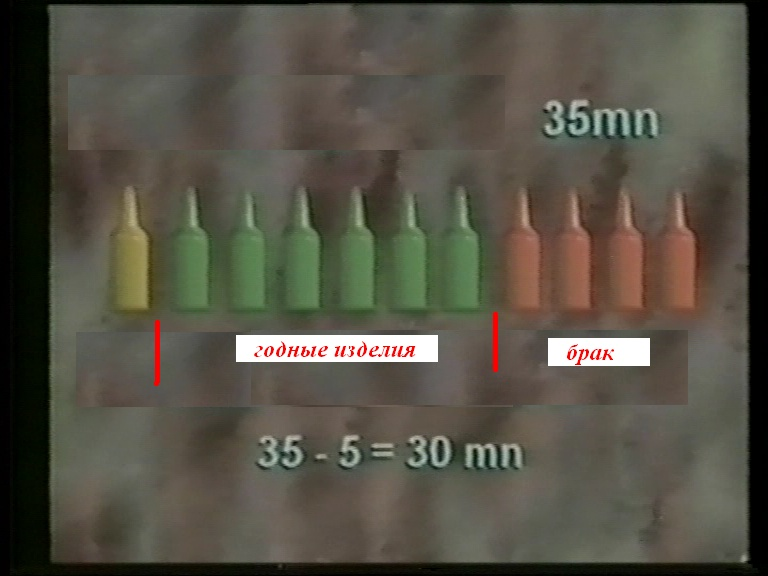 35mn
годные изделия
брак
35 - 5 = 30 mn